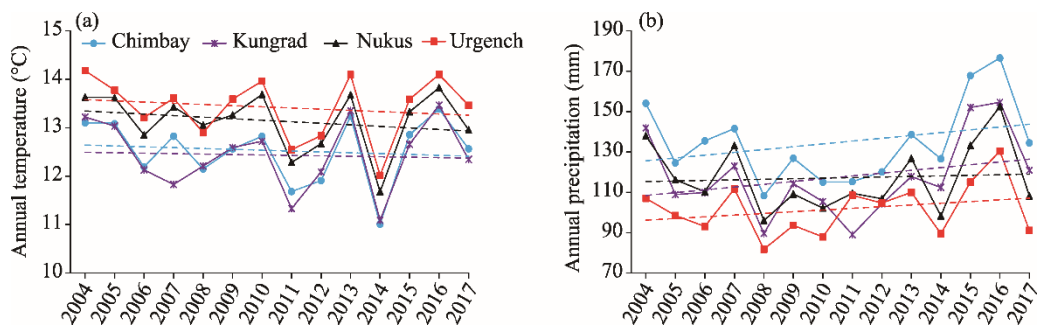 (a)
Chimbay Kungrad Nukus Urgench
Annual temperature (°C)
15
14
13
12
11
10
2004 2005 2006 2007 2008 2009 2010 2011 2012 2013 2014 2015 2016 2017
(b)
Annual precipitation (mm)
190
170
150
130
110
90
70
2004 2005 2006 2007 2008 2009 2010 2011 2012 2013 2014 2015 2016 2017